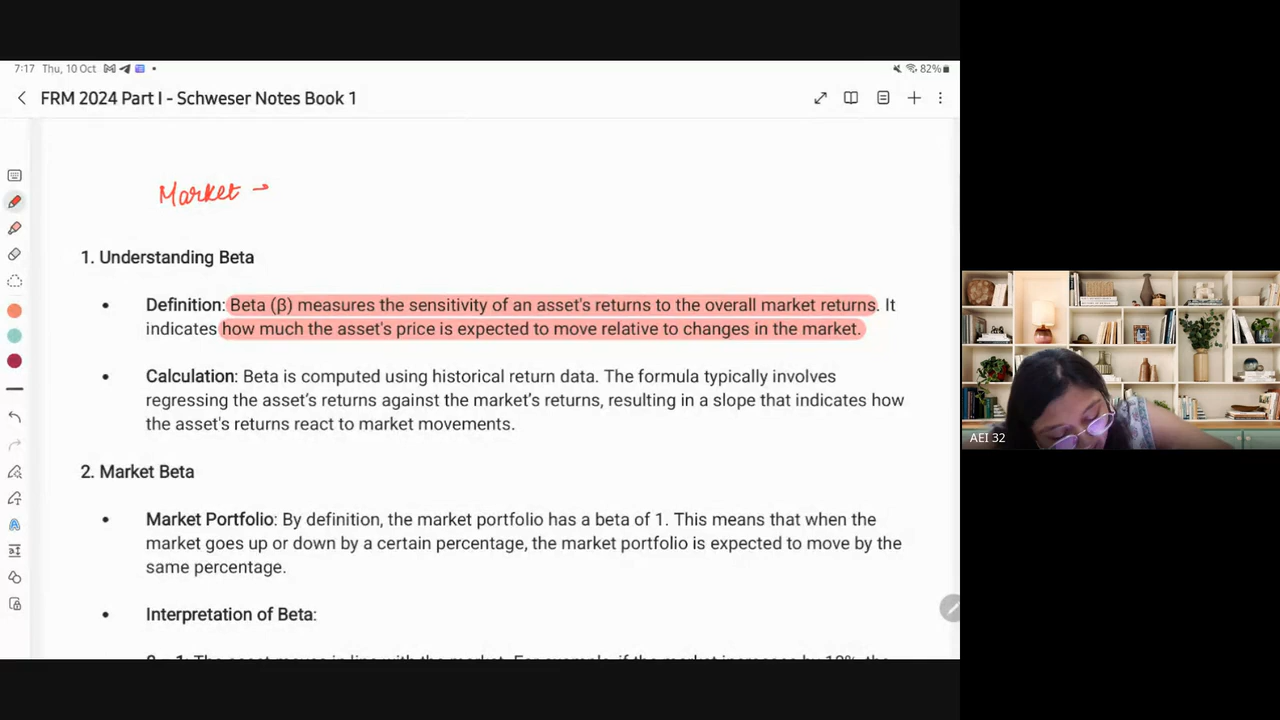 7:17 Thu, 10 Oct
82%
FRM 2024 Part I - Schweser Notes Book 1
Market →
1. Understanding Beta
• Definition: Beta (β) measures the sensitivity of an asset's returns to the overall market returns. It
indicates how much the asset's price is expected to move relative to changes in the market.
• Calculation: Beta is computed using historical return data. The formula typically involves
regressing the asset's returns against the market's returns, resulting in a slope that indicates how
the asset's returns react to market movements.
2. Market Beta
• Market Portfolio: By definition, the market portfolio has a beta of 1. This means that when the
market goes up or down by a certain percentage, the market portfolio is expected to move by the
same percentage.
• Interpretation of Beta:
AEI 32